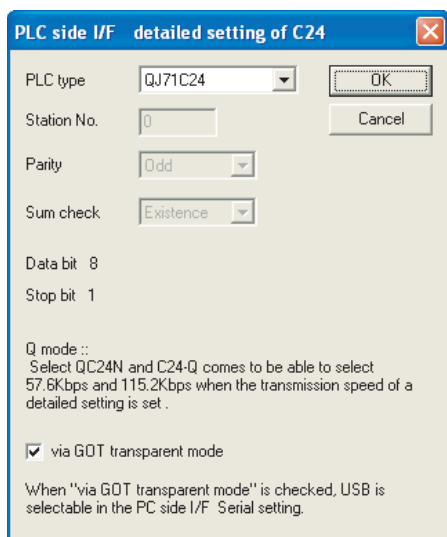 PLC side I/F detailed setting of C24
PLC type QJ71C24 OK
Station No. 0 Cancel
Parity Odd
Sum check Existence
Data bit 8
Stop bit 1
Q mode ::
Select QC24N and C24-Q comes to be able to select
57.6Kbps and 115.2Kbps when the transmission speed of a
detailed setting is set .
via GOT transparent mode
When "via GOT transparent mode" is checked, USB is
selectable in the PC side I/F Serial setting.